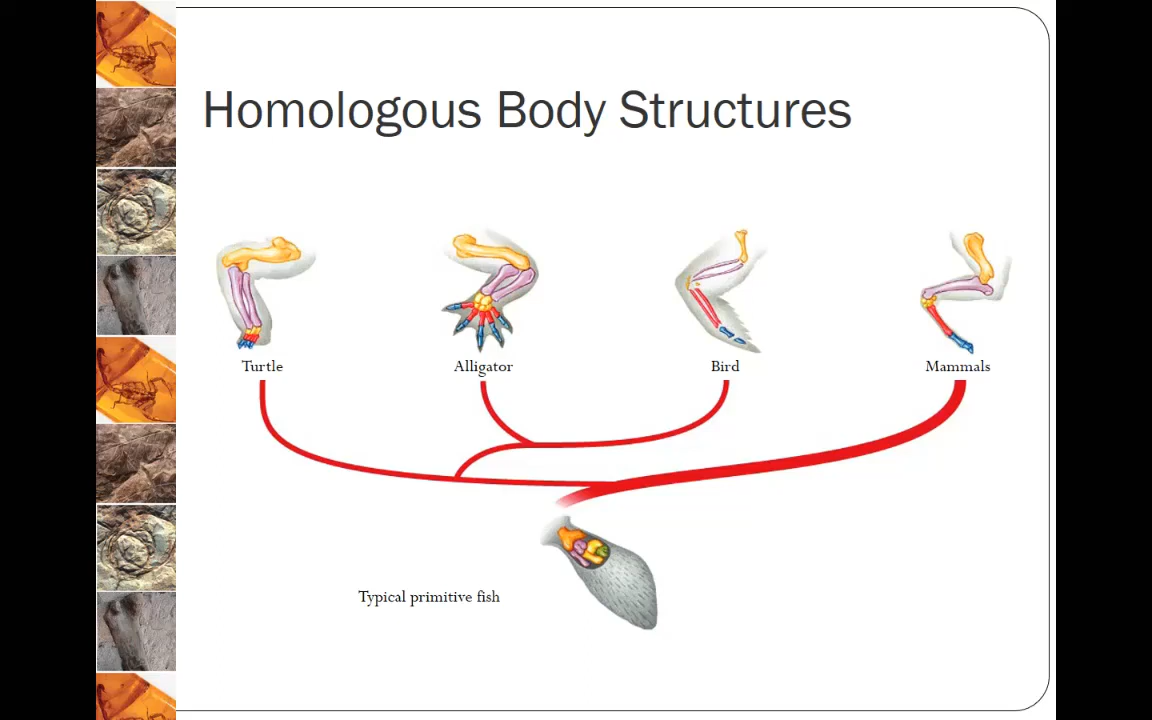 Homologous Body Structures
Turtle
Alligator
Bird
Mammals
Typical primitive fish